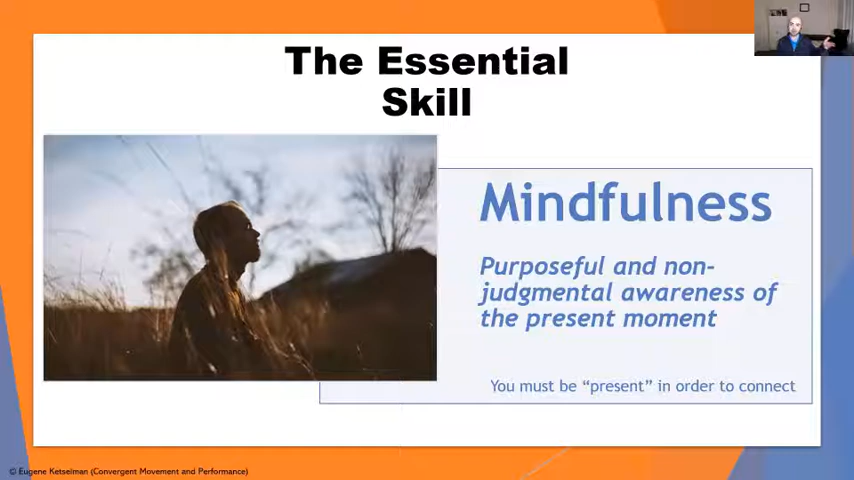 The Essential
Skill
Mindfulness
Purposeful and non-
judgmental awareness of
the present moment
You must be “present” in order to connect
© Eugene Ketselman (Convergent Movement and Performance)